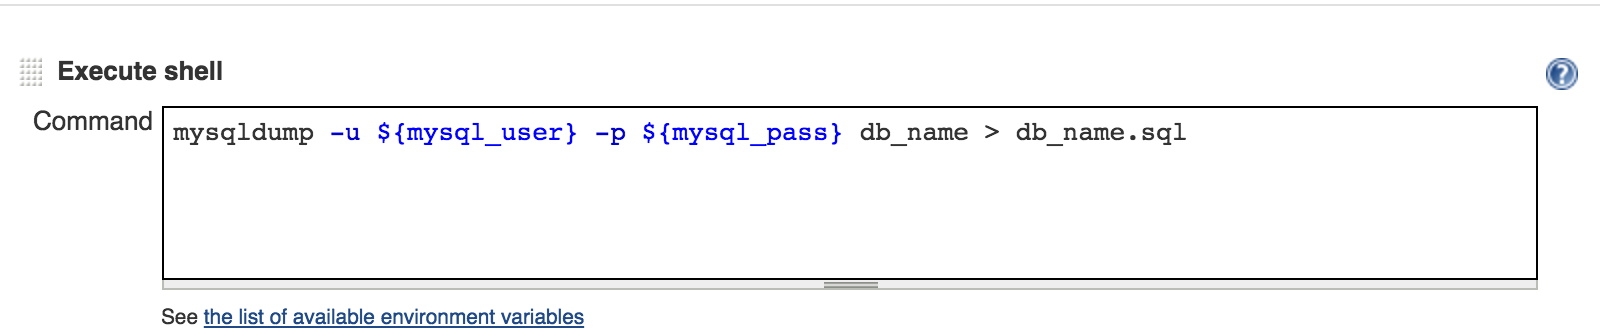 Execute shell
Command
mysqldump -u ${mysql_user} -p ${mysql_pass} db_name > db_name.sql
See the list of available environment variables